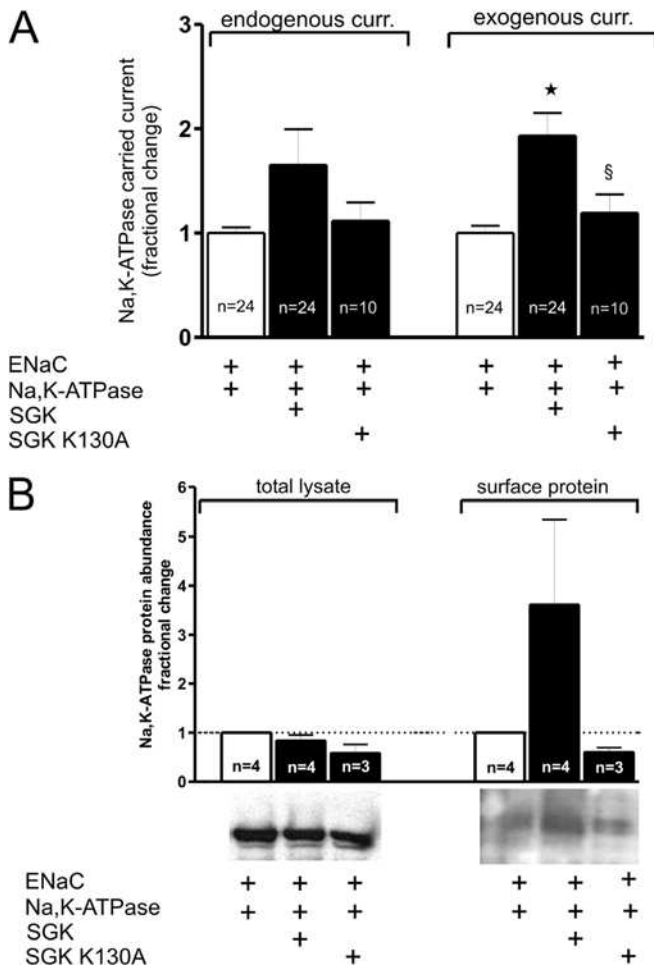 A
endogenous curr.
exogenous curr.
Na,K-ATPase carried current
(fractional change)
3
2
1
0
★
§
n=24
n=24
n=10
n=24
n=24
n=10
ENaC + + + + + +
Na,K-ATPase + + + + + +
SGK + +
SGK K130A + +
B
total lysate
surface protein
Na,K-ATPase protein abundance
fractional change
6
5
4
3
2
1
0
n=4
n=4
n=3
n=4
n=4
n=3
ENaC + + + + + +
Na,K-ATPase + + + + + +
SGK + +
SGK K130A + +